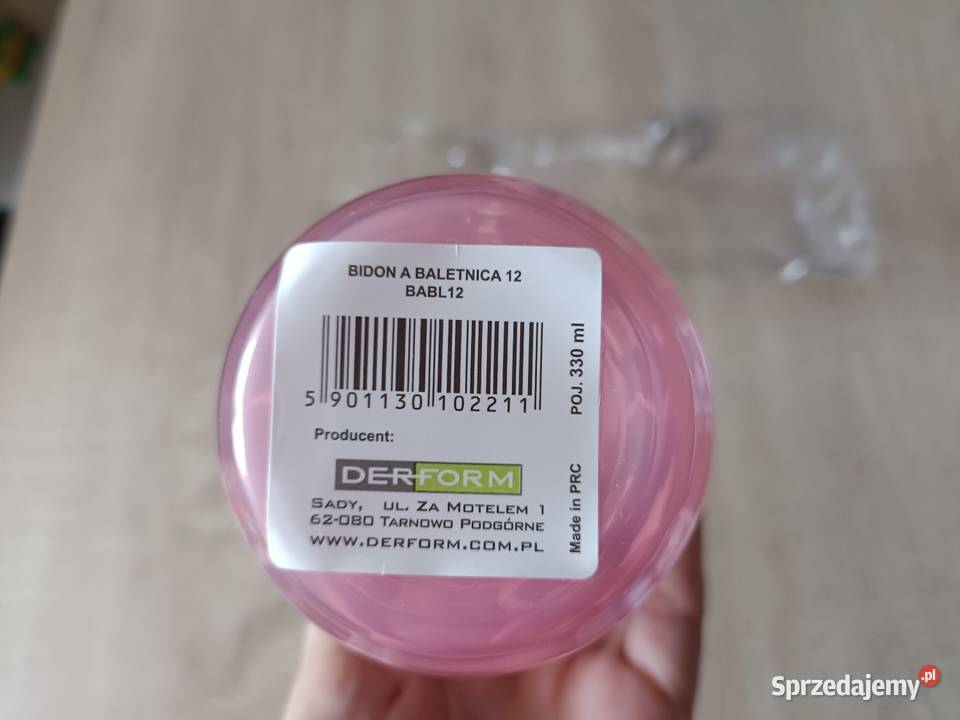 BIDON A BALETNICA 12
BABL12
5 901130 102211
POJ. 330 ml
Producent:
DERFORM
SADY, UL. ZA MOTELEM 1
62-080 TARNOWO PODGÓRNE
WWW.DERFORM.COM.PL
Made in PRC
Sprzedajemy.pl